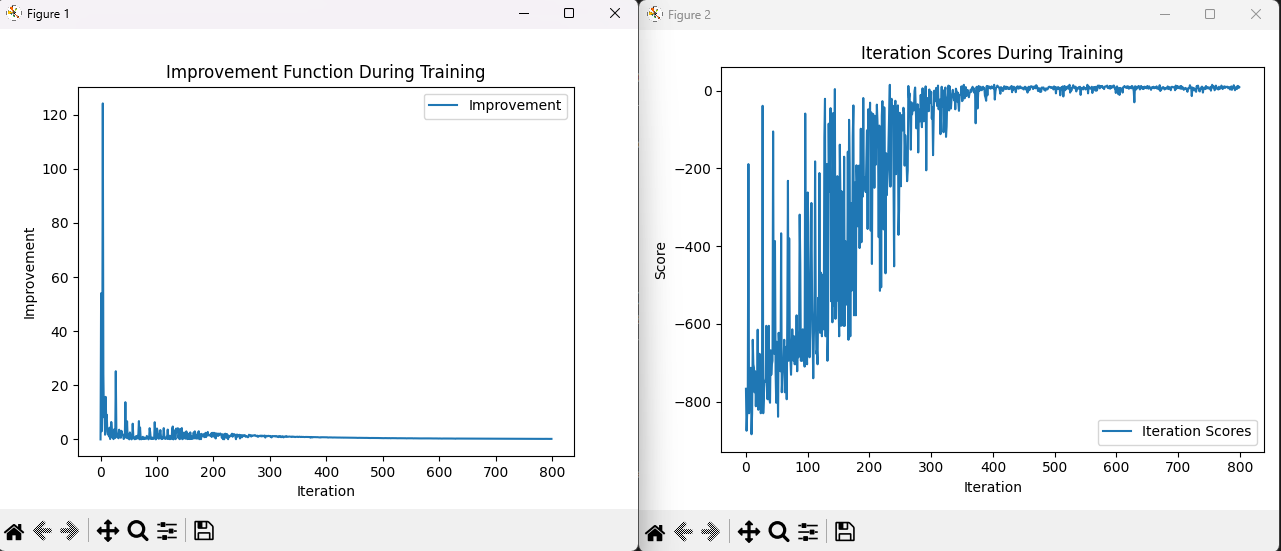 Figure 1
Improvement Function During Training
Improvement
120
100
80
60
40
20
0
Improvement
0 100 200 300 400 500 600 700 800
Iteration
Figure 2
Iteration Scores During Training
0
−200
−400
−600
−800
Score
Iteration Scores
0 100 200 300 400 500 600 700 800
Iteration